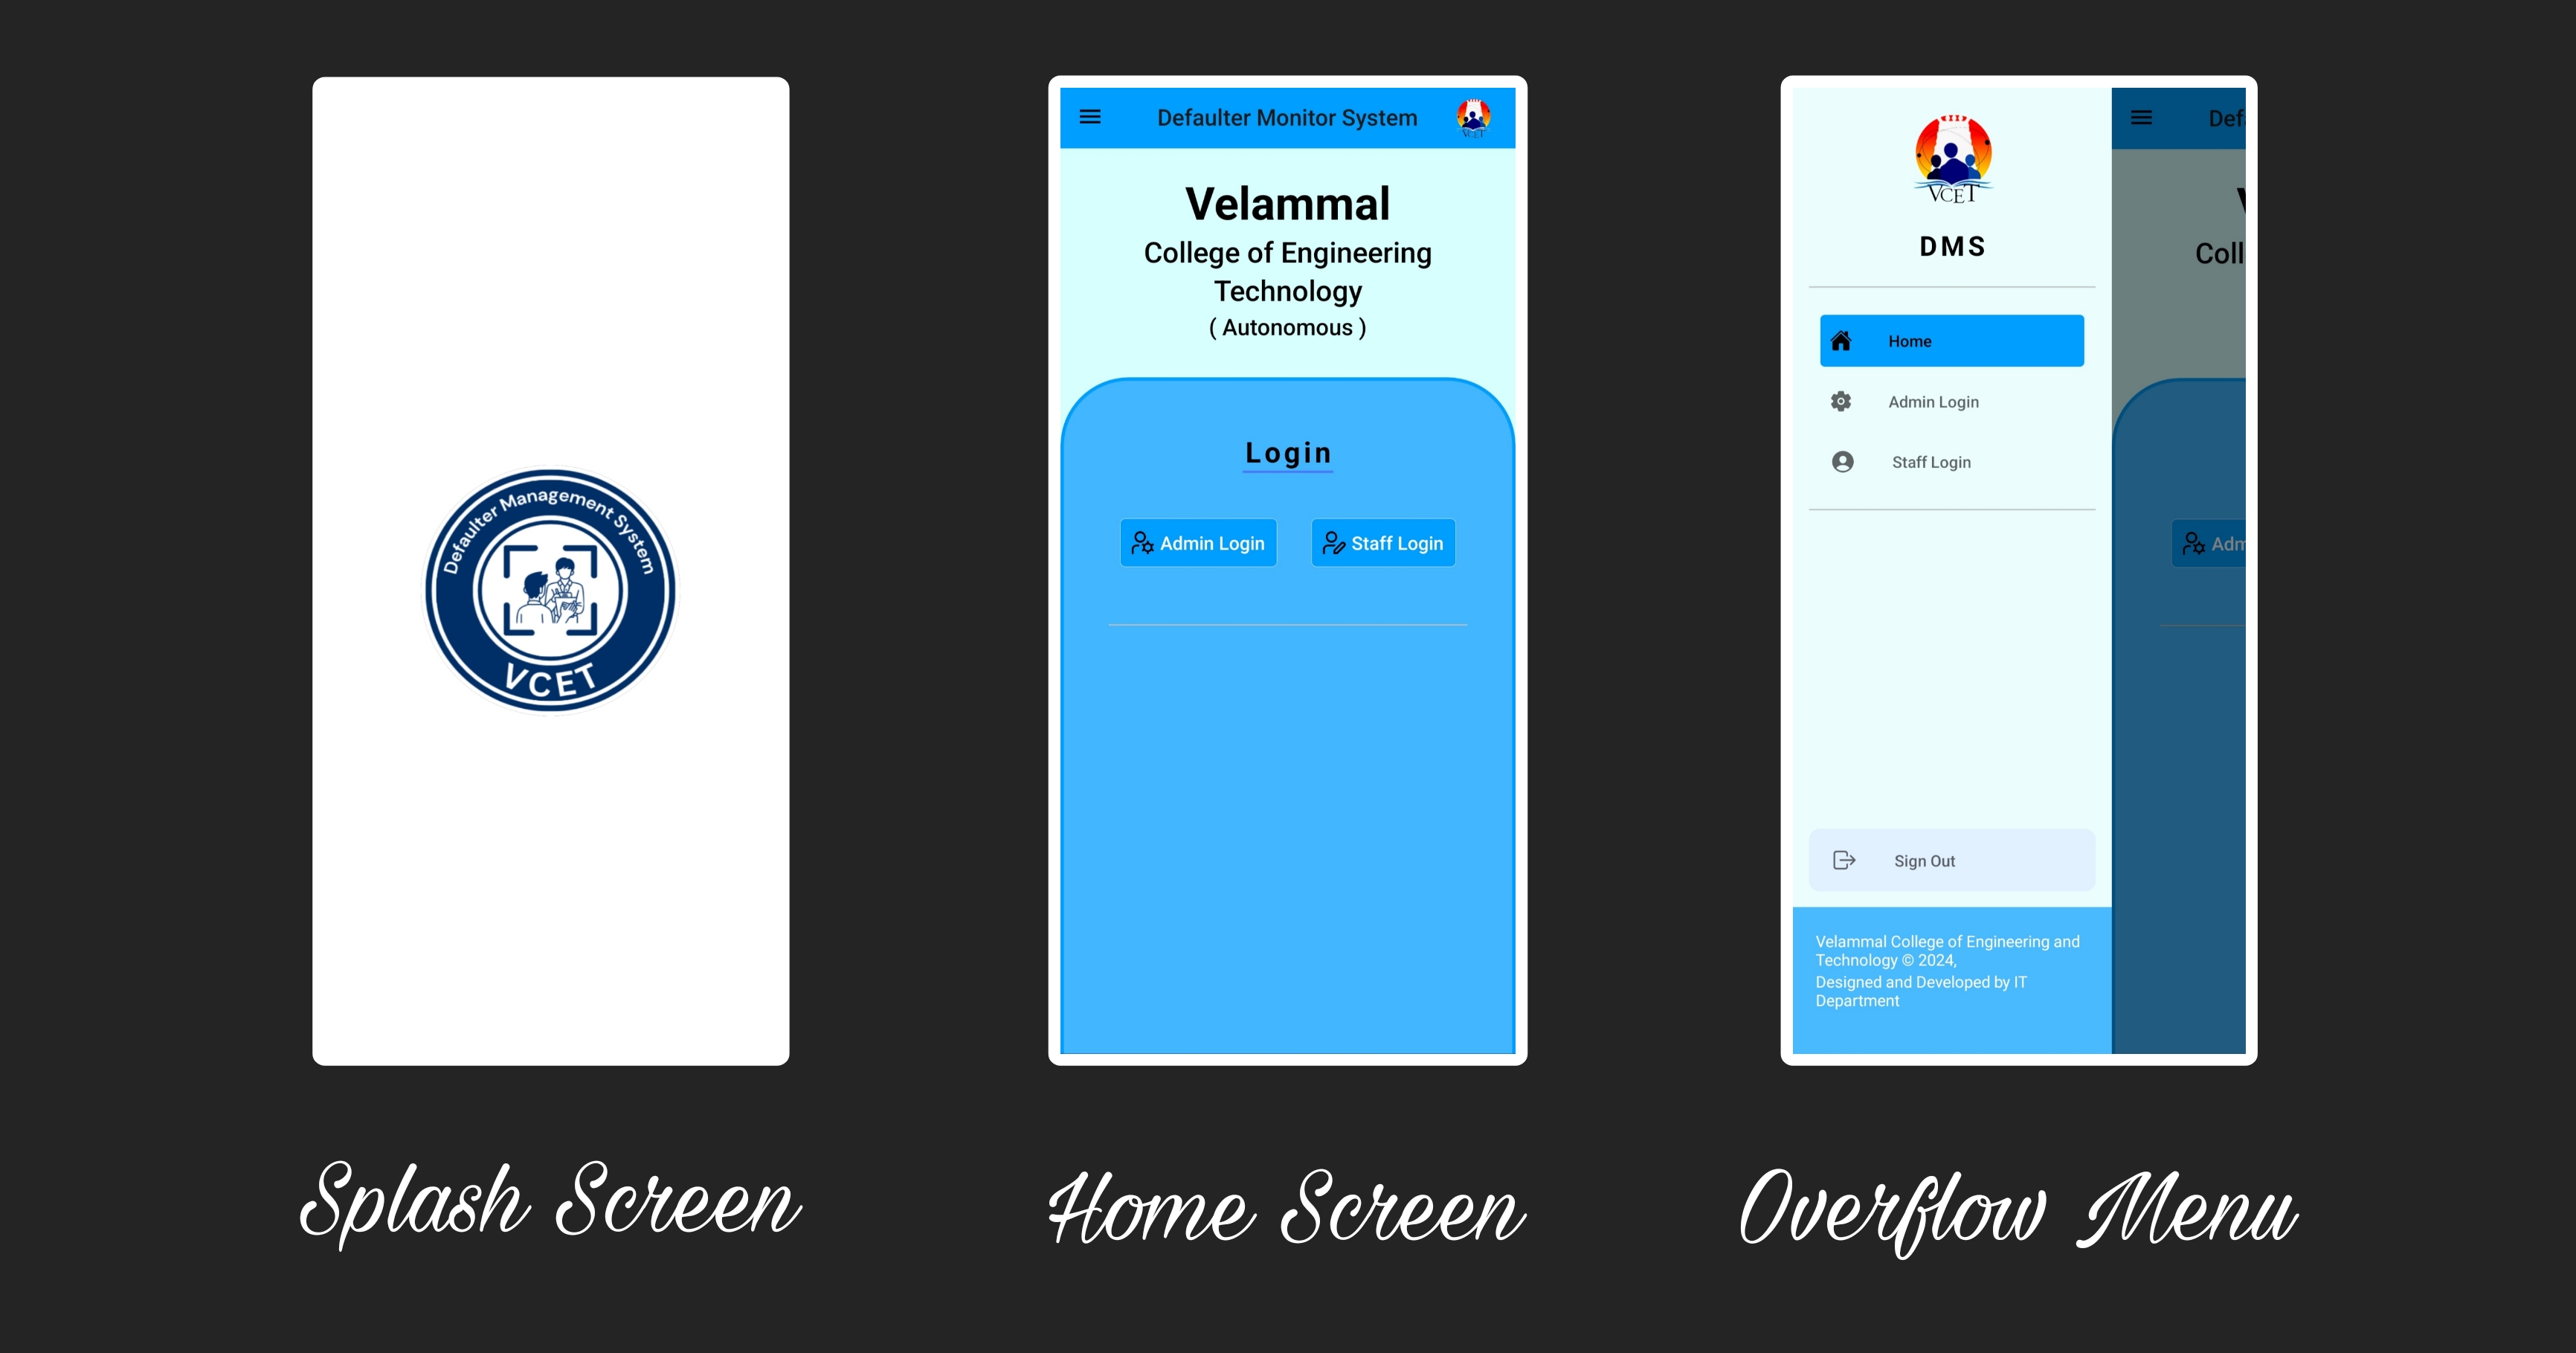 Defaulter Management System
VCET
Splash Screen
Defaulter Monitor System
VCET
Velammal
College of Engineering
Technology
( Autonomous )
Login
Admin Login
Staff Login
Home Screen
VCET
DMS
Home
Admin Login
Staff Login
Sign Out
Velammal College of Engineering and
Technology © 2024,
Designed and Developed by IT
Department
Def
V
Coll
Adm
Overflow Menu